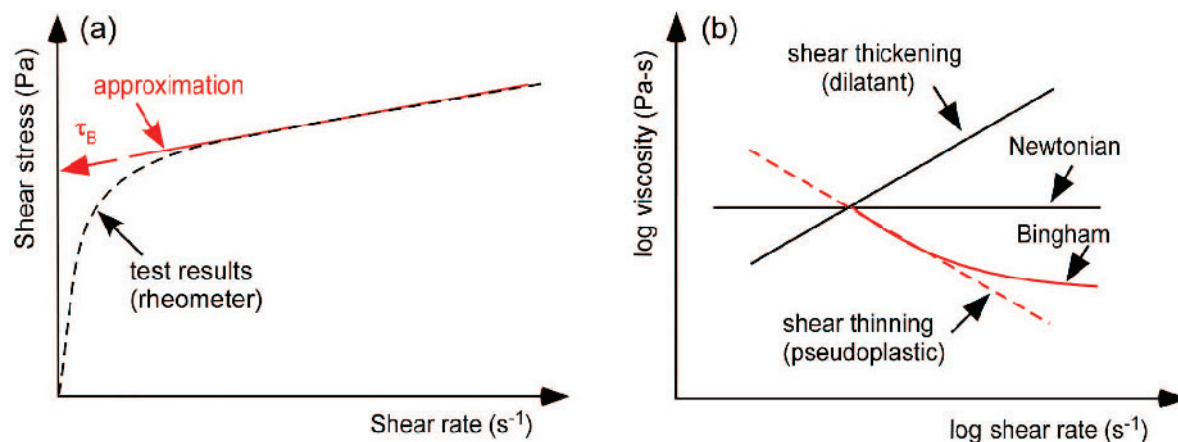 (a)
Shear stress (Pa)
approximation
τB
test results
(rheometer)
Shear rate (s-1)
(b)
log viscosity (Pa-s)
shear thickening
(dilatant)
Newtonian
Bingham
shear thinning
(pseudoplastic)
log shear rate (s-1)